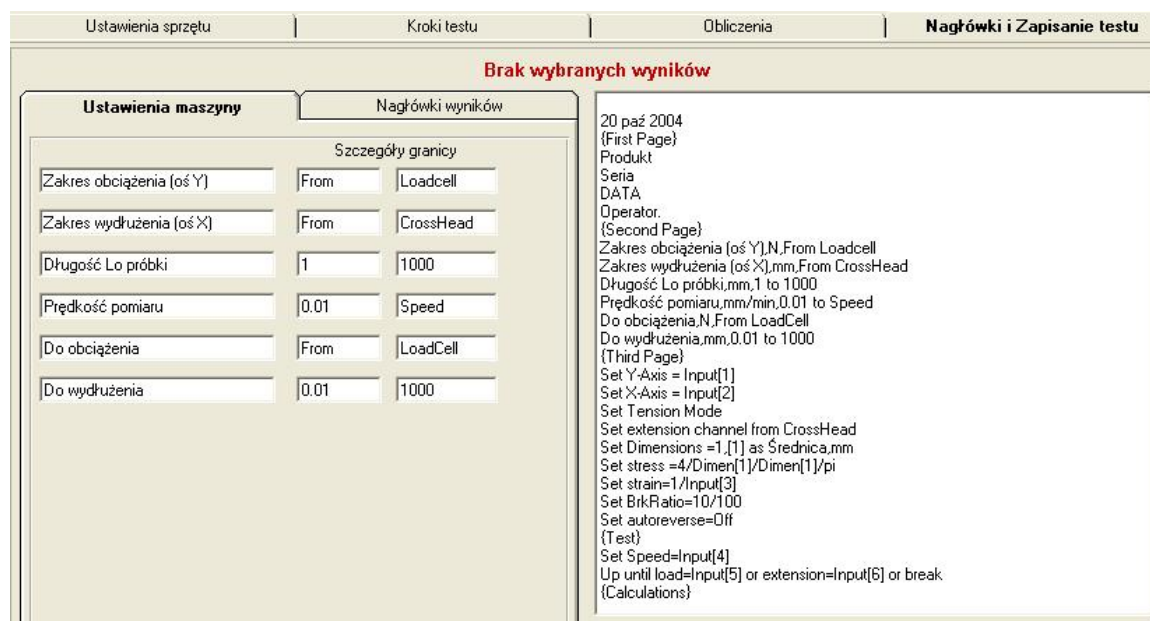 Ustawienia sprzętu
Kroki testu
Obliczenia
Nagłówki i Zapisanie testu
Brak wybranych wyników
Ustawienia maszyny
Nagłówki wyników
Szczegóły granicy
Zakres obciążenia (oś Y) From Loadcell
Zakres wydłużenia (oś X) From CrossHead
Długość Lo próbki 1 1000
Prędkość pomiaru 0.01 Speed
Do obciążenia From LoadCell
Do wydłużenia 0.01 1000
20 paź 2004
{First Page}
Produkt
Seria
DATA
Operator.
{Second Page}
Zakres obciążenia (oś Y),N,From Loadcell
Zakres wydłużenia (oś X),mm,From CrossHead
Długość Lo próbki,mm,1 to 1000
Prędkość pomiaru,mm/min,0.01 to Speed
Do obciążenia,N,From LoadCell
Do wydłużenia,mm,0.01 to 1000
{Third Page}
Set Y-Axis = Input[1]
Set X-Axis = Input[2]
Set Tension Mode
Set extension channel from CrossHead
Set Dimensions =1,[1] as Średnica,mm
Set stress =4/Dimen[1]/Dimen[1]/pi
Set strain=1/Input[3]
Set BrkRatio=10/100
Set autoreverse=Off
{Test}
Set Speed=Input[4]
Up until load=Input[5] or extension=Input[6] or break
{Calculations}